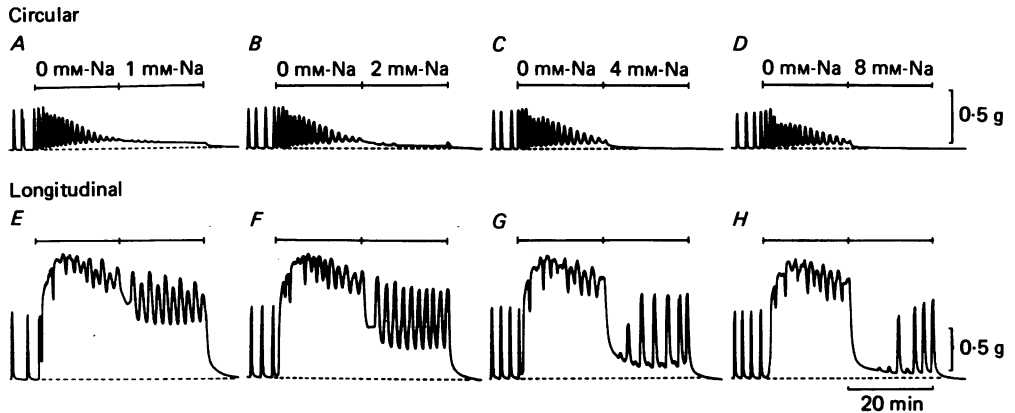 Circular
A B C D
0 mM-Na 1 mM-Na 0 mM-Na 2 mM-Na 0 mM-Na 4 mM-Na 0 mM-Na 8 mM-Na
0·5 g
Longitudinal
E F G H
0·5 g
20 min